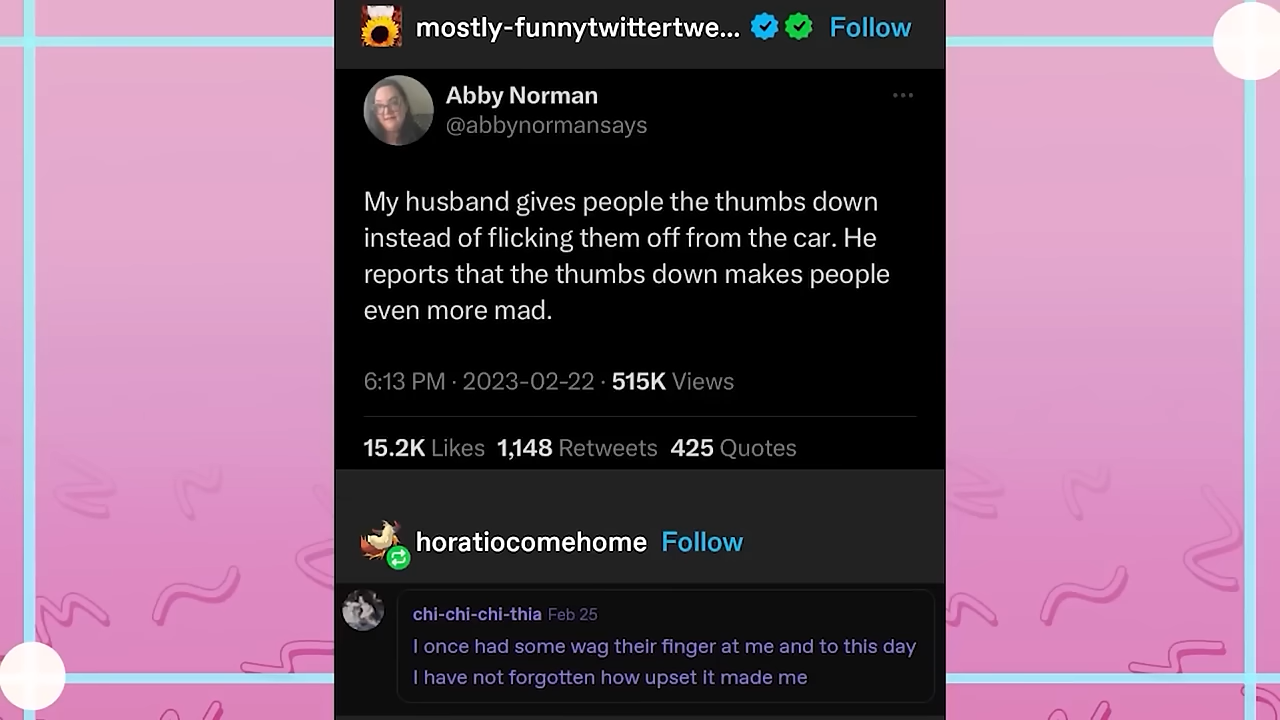 mostly-funnytwittertwe... Follow
Abby Norman
@abbynormansays
My husband gives people the thumbs down
instead of flicking them off from the car. He
reports that the thumbs down makes people
even more mad.
6:13 PM · 2023-02-22 · 515K Views
15.2K Likes 1,148 Retweets 425 Quotes
horatiocomehome Follow
chi-chi-chi-thia Feb 25
I once had some wag their finger at me and to this day
I have not forgotten how upset it made me